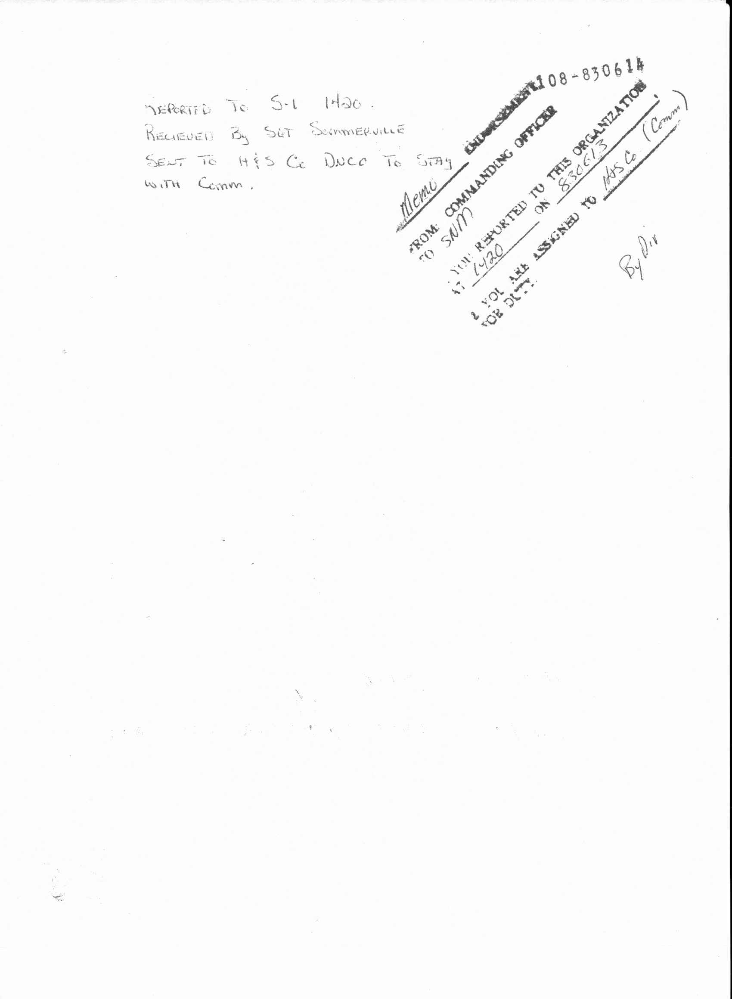 REPORTED TO S-1 1420.
RECIEVED By SGT SUMMERVILLE
SENT TO H&S Co DNCO TO STAY
WITH Comm.
Memo ENDORSEMENT 1108-830614
FROM: COMMANDING OFFICER
TO SNM
YOU REPORTED TO THIS ORGANIZATION
AT 1420 ON 830613.
2 YOU ARE ASSIGNED TO H&S Co (Comm)
FOR DUTY.
By Dir